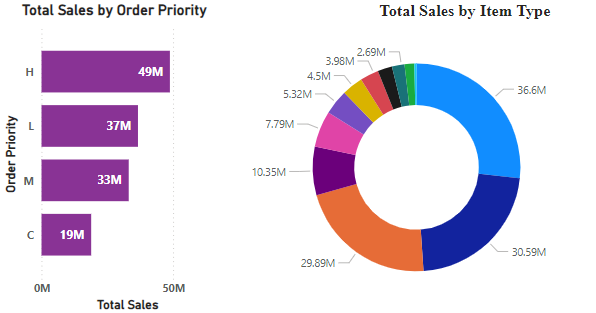 Total Sales by Order Priority
H
49M
L
37M
M
33M
C
19M
0M
50M
Order Priority
Total Sales
Total Sales by Item Type
2.69M
3.98M
4.5M
5.32M
7.79M
10.35M
29.89M
36.6M
30.59M